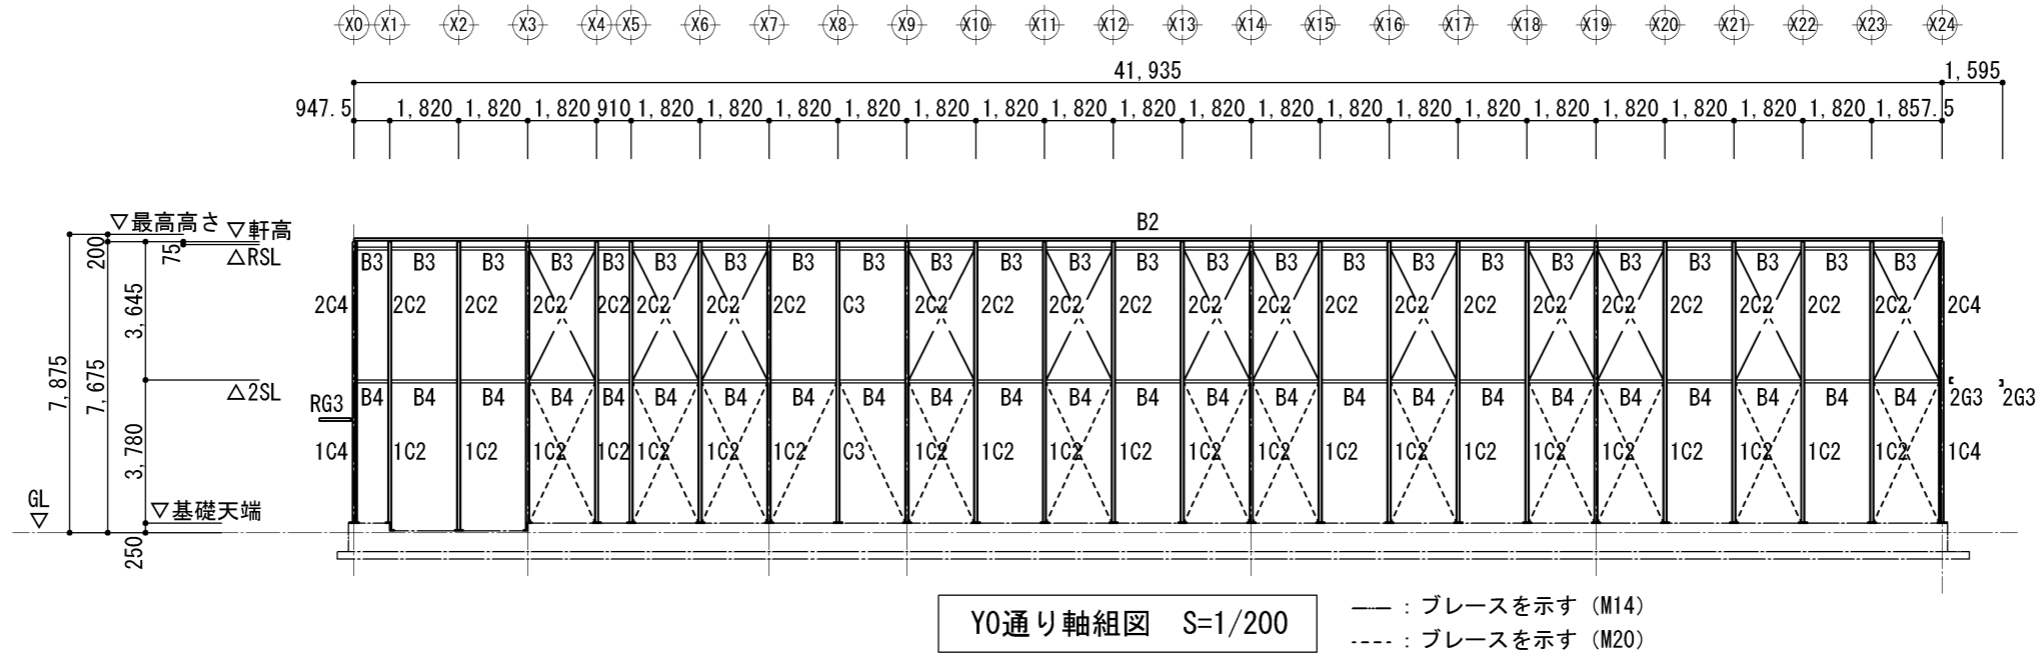 X0 X1 X2 X3 X4 X5 X6 X7 X8 X9 X10 X11 X12 X13 X14 X15 X16 X17 X18 X19 X20 X21 X22 X23 X24
41,935 1,595
947.5 1,820 1,820 1,820 910 1,820 1,820 1,820 1,820 1,820 1,820 1,820 1,820 1,820 1,820 1,820 1,820 1,820 1,820 1,820 1,820 1,820 1,820 1,857.5
▽最高高さ
▽軒高
△RSL
200
75
B2
B3 B3 B3 B3 B3 B3 B3 B3 B3 B3 B3 B3 B3 B3 B3 B3 B3 B3 B3 B3 B3 B3 B3 B3
2C4 2C2 2C2 2C2 2C2 2C2 2C2 2C2 C3 2C2 2C2 2C2 2C2 2C2 2C2 2C2 2C2 2C2 2C2 2C2 2C2 2C2 2C2 2C2 2C4
3,645
7,875
7,675
△2SL
RG3
B4 B4 B4 B4 B4 B4 B4 B4 B4 B4 B4 B4 B4 B4 B4 B4 B4 B4 B4 B4 B4 B4 B4 B4 2G3 2G3
3,780
1C4 1C2 1C2 1C2 1C2 1C2 1C2 1C2 C3 1C2 1C2 1C2 1C2 1C2 1C2 1C2 1C2 1C2 1C2 1C2 1C2 1C2 1C2 1C2 1C4
GL
▽
▽基礎天端
250
Y0通り軸組図 S=1/200
：ブレースを示す（M14）
：ブレースを示す（M20）